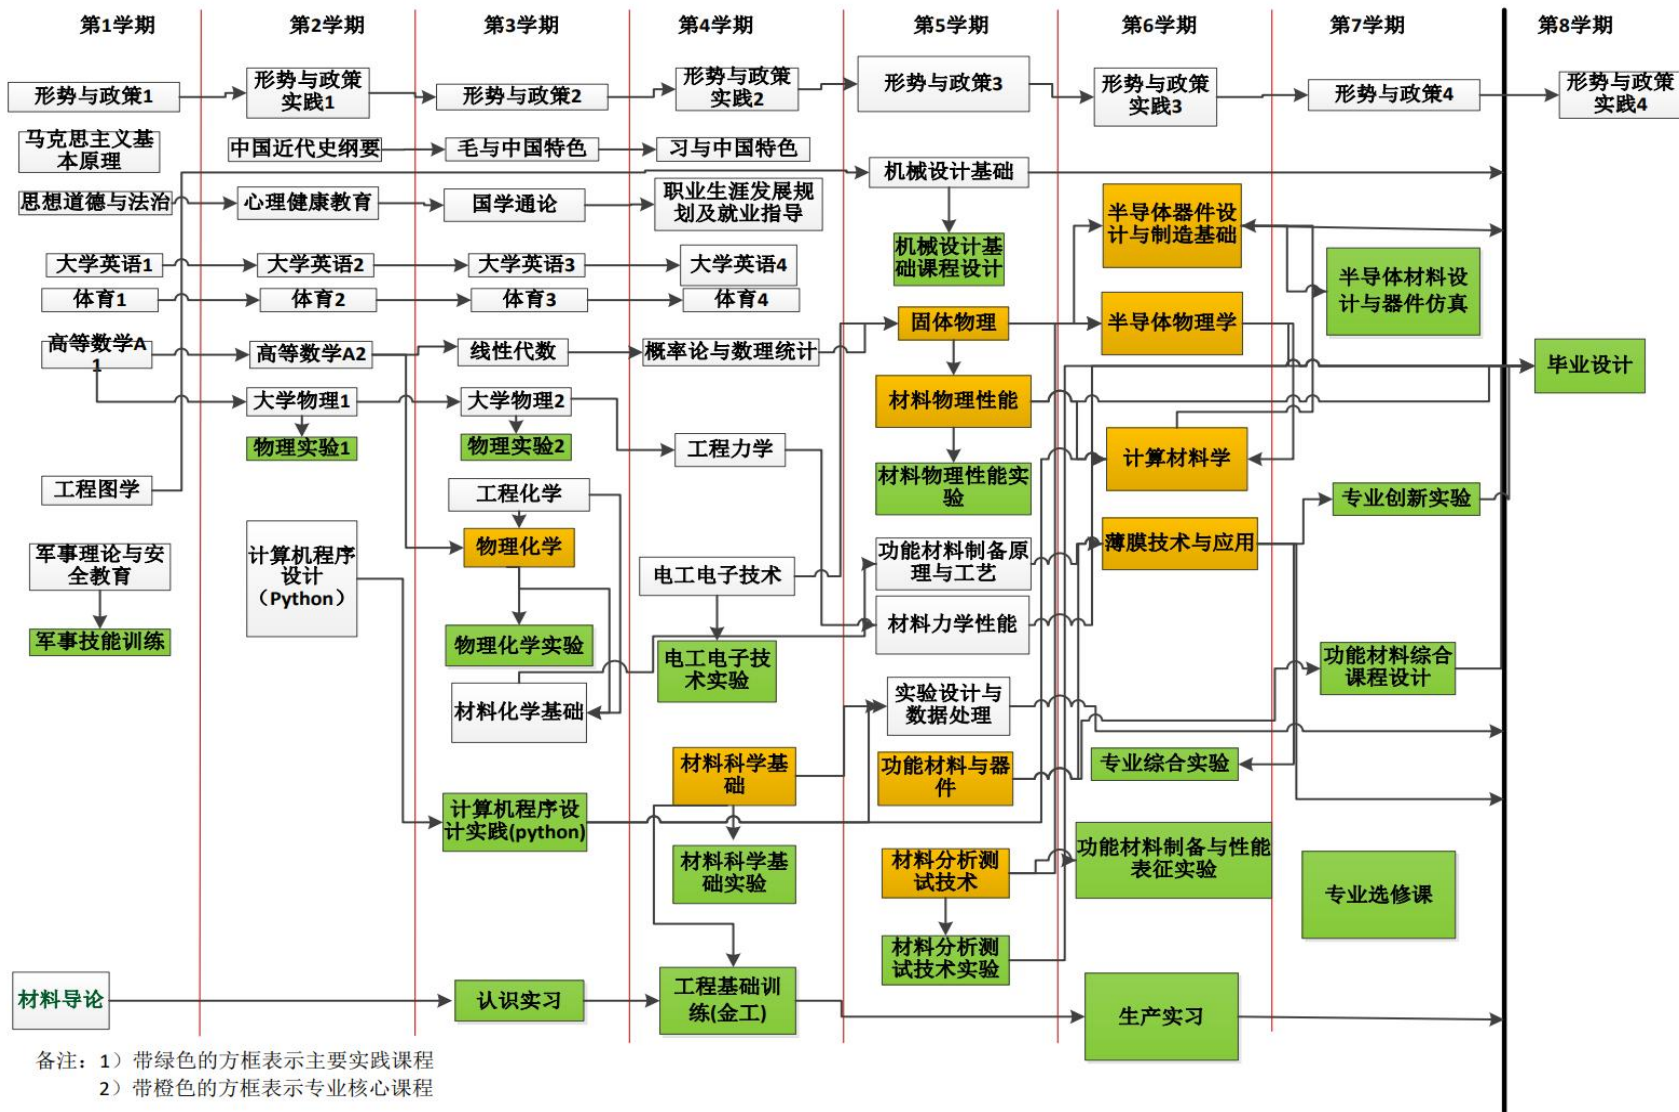 第1学期
第2学期
第3学期
第4学期
第5学期
第6学期
第7学期
第8学期
形势与政策1
形势与政策
实践1
形势与政策2
形势与政策
实践2
形势与政策3
形势与政策
实践3
形势与政策4
形势与政策
实践4
马克思主义基
本原理
中国近代史纲要
毛与中国特色
习与中国特色
机械设计基础
思想道德与法治
心理健康教育
国学通论
职业生涯发展规
划及就业指导
半导体器件设
计与制造基础
机械设计基
础课程设计
大学英语1
大学英语2
大学英语3
大学英语4
半导体材料设
计与器件仿真
体育1
体育2
体育3
体育4
固体物理
半导体物理学
高等数学A
1
高等数学A2
线性代数
概率论与数理统计
毕业设计
大学物理1
大学物理2
材料物理性能
物理实验1
物理实验2
工程力学
计算材料学
工程图学
工程化学
材料物理性能实
验
专业创新实验
物理化学
薄膜技术与应用
军事理论与安
全教育
计算机程序
设计
（Python）
电工电子技术
功能材料制备原
理与工艺
军事技能训练
物理化学实验
材料力学性能
电工电子技
术实验
功能材料综合
课程设计
材料化学基础
实验设计与
数据处理
材料科学基
础
功能材料与器
件
专业综合实验
计算机程序设
计实践(python)
材料科学基
础实验
材料分析测
试技术
功能材料制备与性能
表征实验
专业选修课
材料分析测
试技术实验
材料导论
认识实习
工程基础训
练(金工)
生产实习
备注：1）带绿色的方框表示主要实践课程
2）带橙色的方框表示专业核心课程